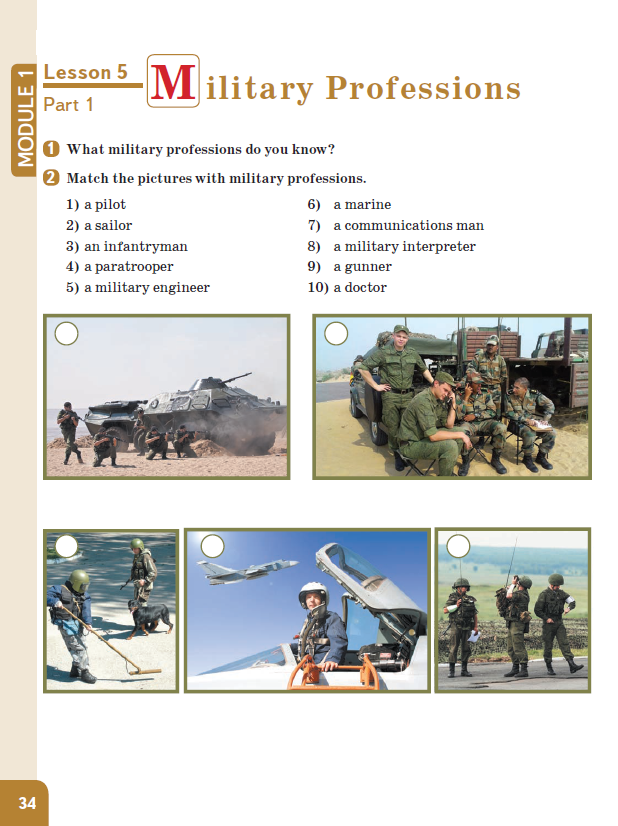 MODULE 1
Lesson 5
Part 1
Military Professions
1 What military professions do you know?
2 Match the pictures with military professions.
1) a pilot
2) a sailor
3) an infantryman
4) a paratrooper
5) a military engineer
6) a marine
7) a communications man
8) a military interpreter
9) a gunner
10) a doctor
34